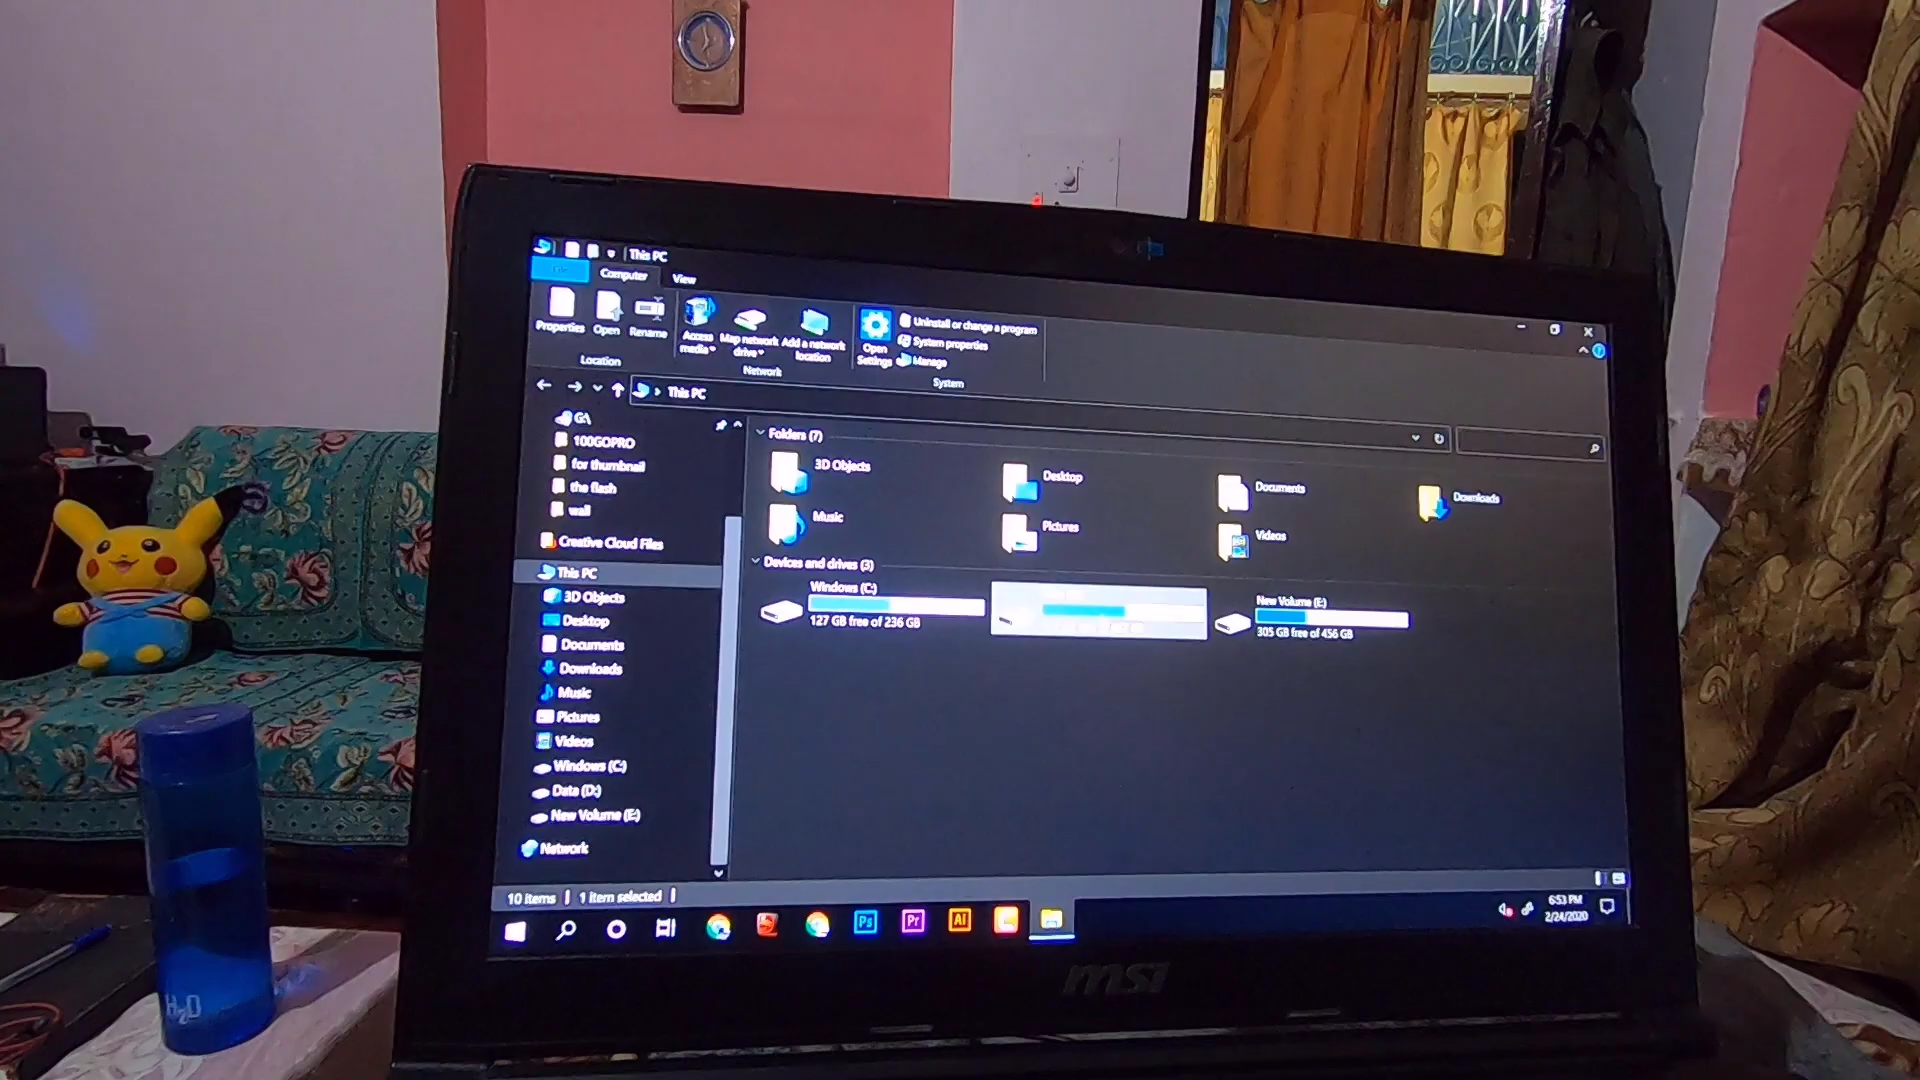 This PC
Computer
View
Properties
Open
Rename
Access media
Map network drive
Add a network location
Open Settings
Uninstall or change a program
System properties
Manage
Location
Network
System
This PC
G:\
100GOPRO
for thumbnail
the flash
wall
Creative Cloud Files
This PC
3D Objects
Desktop
Documents
Downloads
Music
Pictures
Videos
Windows (C:)
Data (D:)
New Volume (E:)
Network
Folders (7)
3D Objects
Desktop
Documents
Downloads
Music
Pictures
Videos
Devices and drives (3)
Windows (C:)
127 GB free of 236 GB
New Volume (E:)
305 GB free of 456 GB
10 items
1 item selected
Ps
Pr
Ai
6:53 PM
2/24/2020
msi
H2O